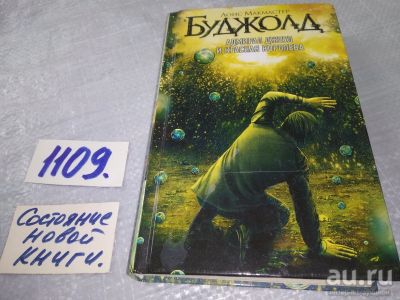 Лоис Макмастер
БУДЖОЛД
АДМИРАЛ ДЖОУЛ
И КРАСНАЯ КОРОЛЕВА
1109.
Состояние
новой
книги.
au.ru